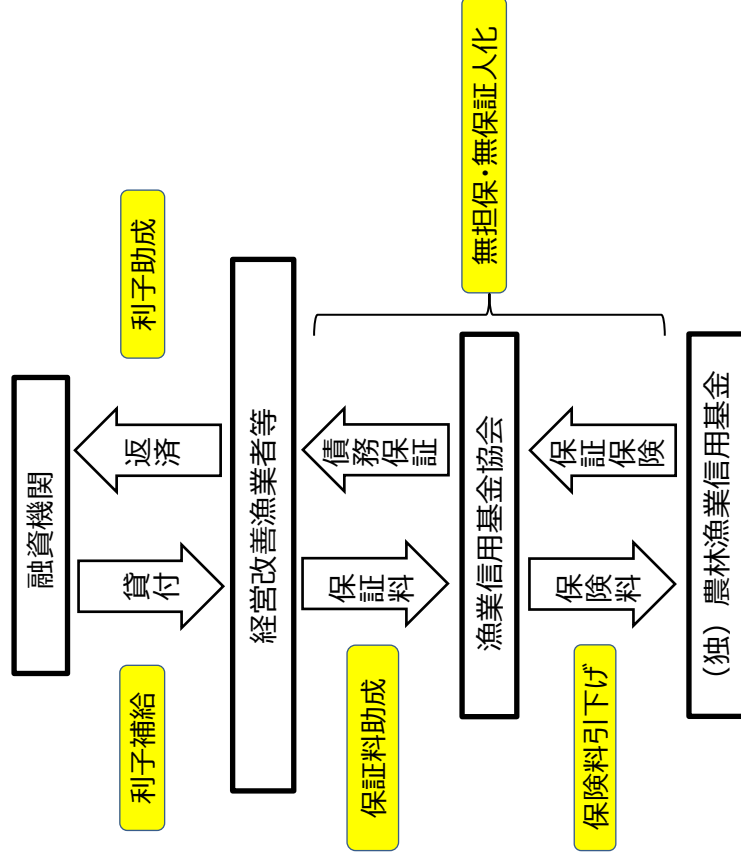 融資機関
利子補給
貸付
返済
利子助成
経営改善漁業者等
保証料助成
保証料
債務保証
無担保・無保証人化
漁業信用基金協会
保険料引下げ
保険料
保証保険
（独）農林漁業信用基金